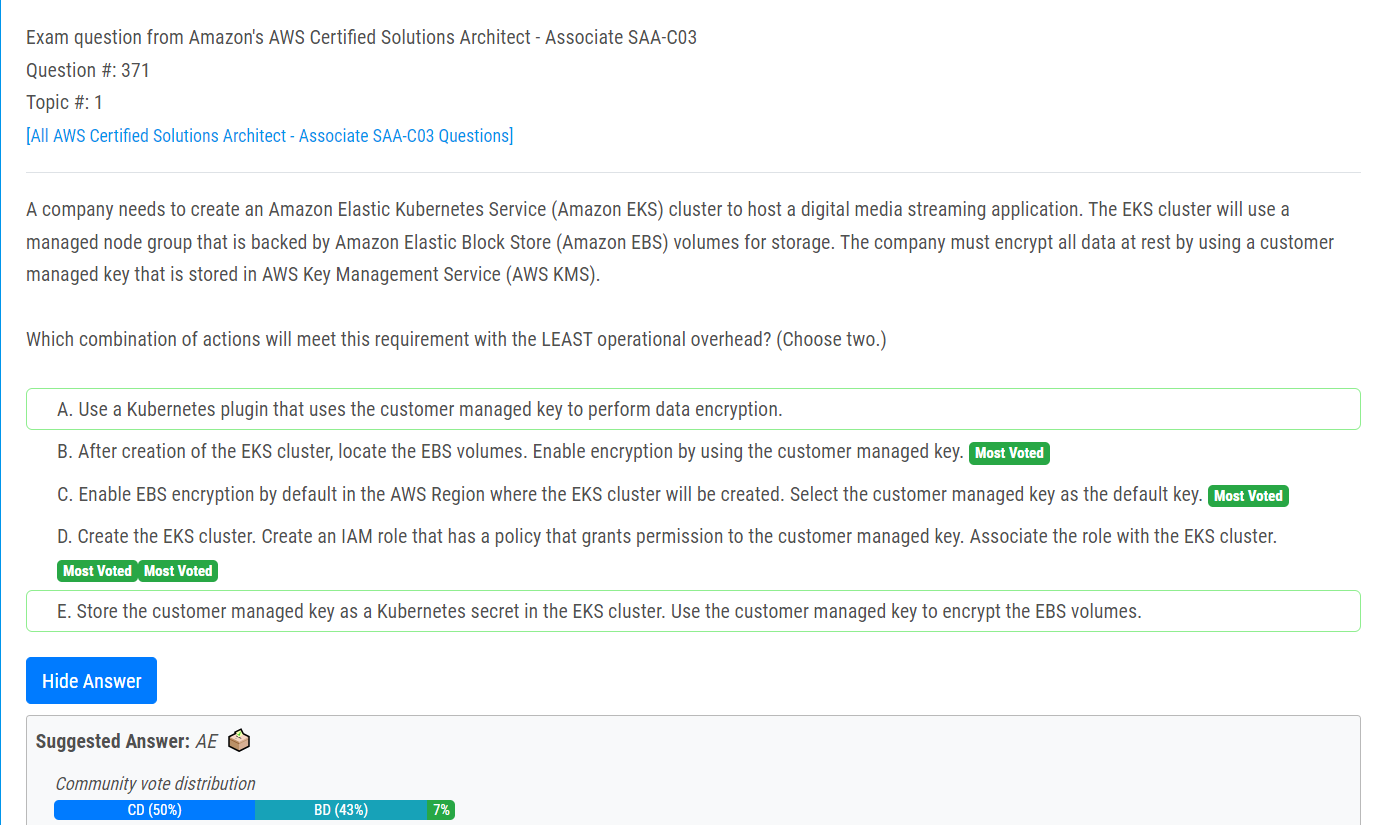 Exam question from Amazon's AWS Certified Solutions Architect - Associate SAA-C03
Question #: 371
Topic #: 1
[All AWS Certified Solutions Architect - Associate SAA-C03 Questions]
A company needs to create an Amazon Elastic Kubernetes Service (Amazon EKS) cluster to host a digital media streaming application. The EKS cluster will use a
managed node group that is backed by Amazon Elastic Block Store (Amazon EBS) volumes for storage. The company must encrypt all data at rest by using a customer
managed key that is stored in AWS Key Management Service (AWS KMS).
Which combination of actions will meet this requirement with the LEAST operational overhead? (Choose two.)
A. Use a Kubernetes plugin that uses the customer managed key to perform data encryption.
B. After creation of the EKS cluster, locate the EBS volumes. Enable encryption by using the customer managed key. Most Voted
C. Enable EBS encryption by default in the AWS Region where the EKS cluster will be created. Select the customer managed key as the default key. Most Voted
D. Create the EKS cluster. Create an IAM role that has a policy that grants permission to the customer managed key. Associate the role with the EKS cluster.
Most Voted Most Voted
E. Store the customer managed key as a Kubernetes secret in the EKS cluster. Use the customer managed key to encrypt the EBS volumes.
Hide Answer
Suggested Answer: AE
Community vote distribution
CD (50%) BD (43%) 7%